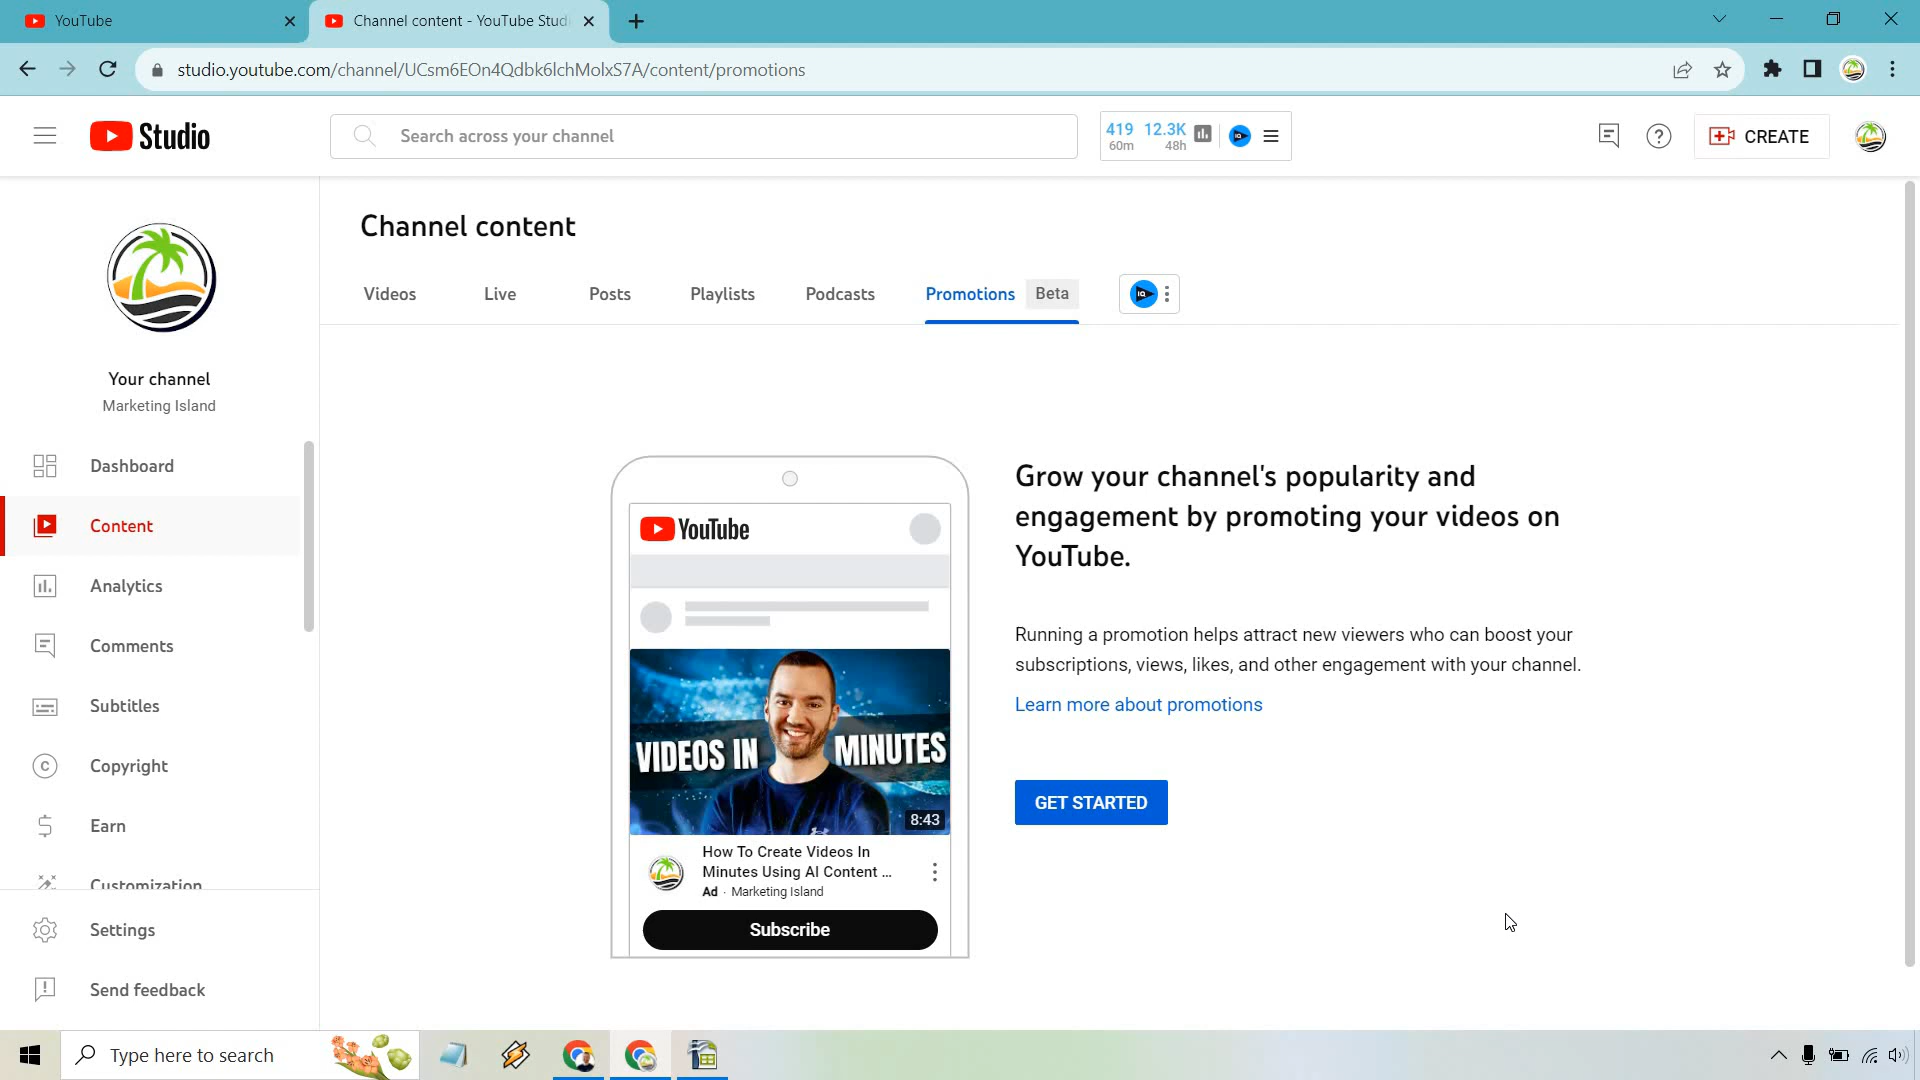 YouTube
Channel content - YouTube Studi
studio.youtube.com/channel/UCsm6EOn4Qdbk6lchMolxS7A/content/promotions
Studio
Search across your channel
419 12.3K
60m 48h
IQ
CREATE
Channel content
Videos
Live
Posts
Playlists
Podcasts
Promotions
Beta
IQ
Your channel
Marketing Island
Dashboard
Content
Analytics
Comments
Subtitles
Copyright
Earn
Customization
Settings
Send feedback
YouTube
VIDEOS IN MINUTES
8:43
How To Create Videos In
Minutes Using AI Content ...
Ad · Marketing Island
Subscribe
Grow your channel's popularity and
engagement by promoting your videos on
YouTube.
Running a promotion helps attract new viewers who can boost your
subscriptions, views, likes, and other engagement with your channel.
Learn more about promotions
GET STARTED
Type here to search